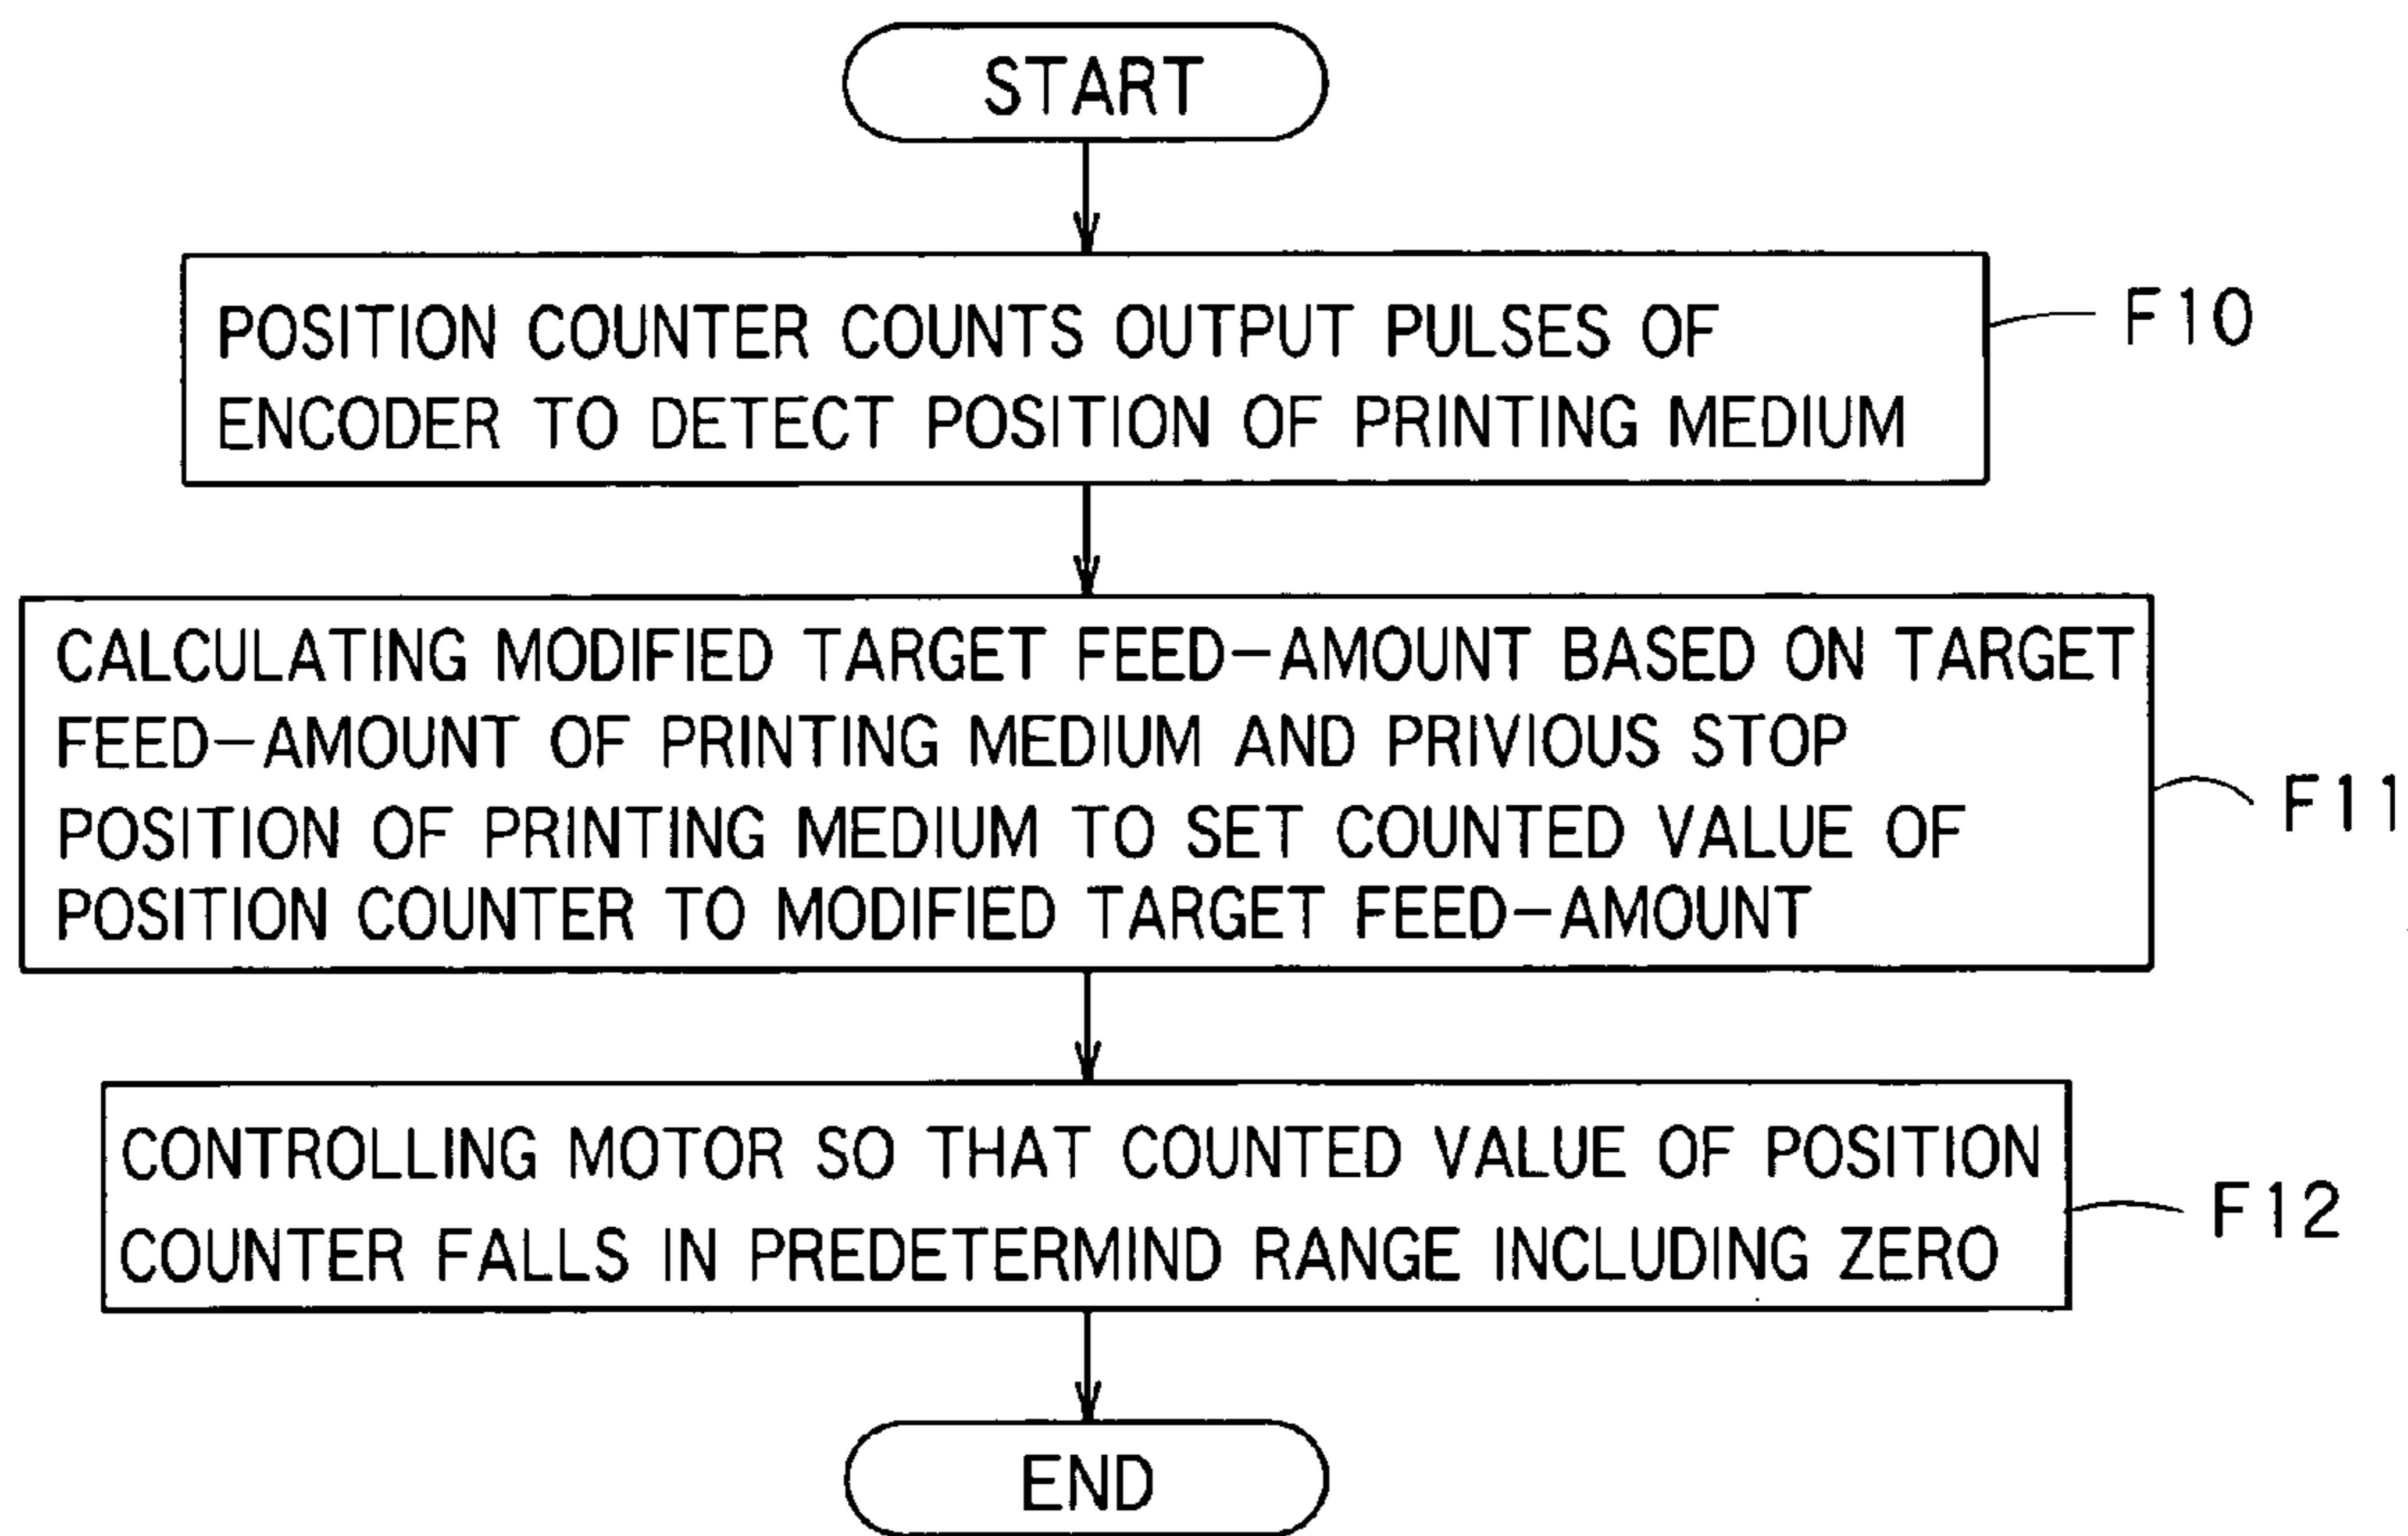 START
POSITION COUNTER COUNTS OUTPUT PULSES OF
ENCODER TO DETECT POSITION OF PRINTING MEDIUM
F10
CALCULATING MODIFIED TARGET FEED-AMOUNT BASED ON TARGET
FEED-AMOUNT OF PRINTING MEDIUM AND PRIVIOUS STOP
POSITION OF PRINTING MEDIUM TO SET COUNTED VALUE OF
POSITION COUNTER TO MODIFIED TARGET FEED-AMOUNT
F11
CONTROLLING MOTOR SO THAT COUNTED VALUE OF POSITION
COUNTER FALLS IN PREDETERMIND RANGE INCLUDING ZERO
F12
END